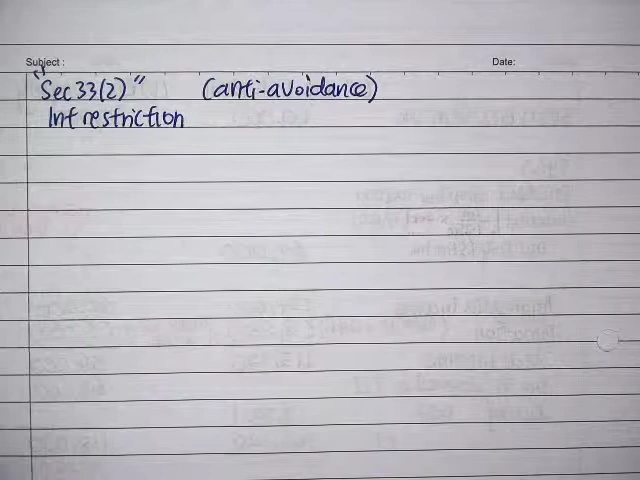 Subject :
Date:
"Sec 33(2)" (anti-avoidance)
Int restriction